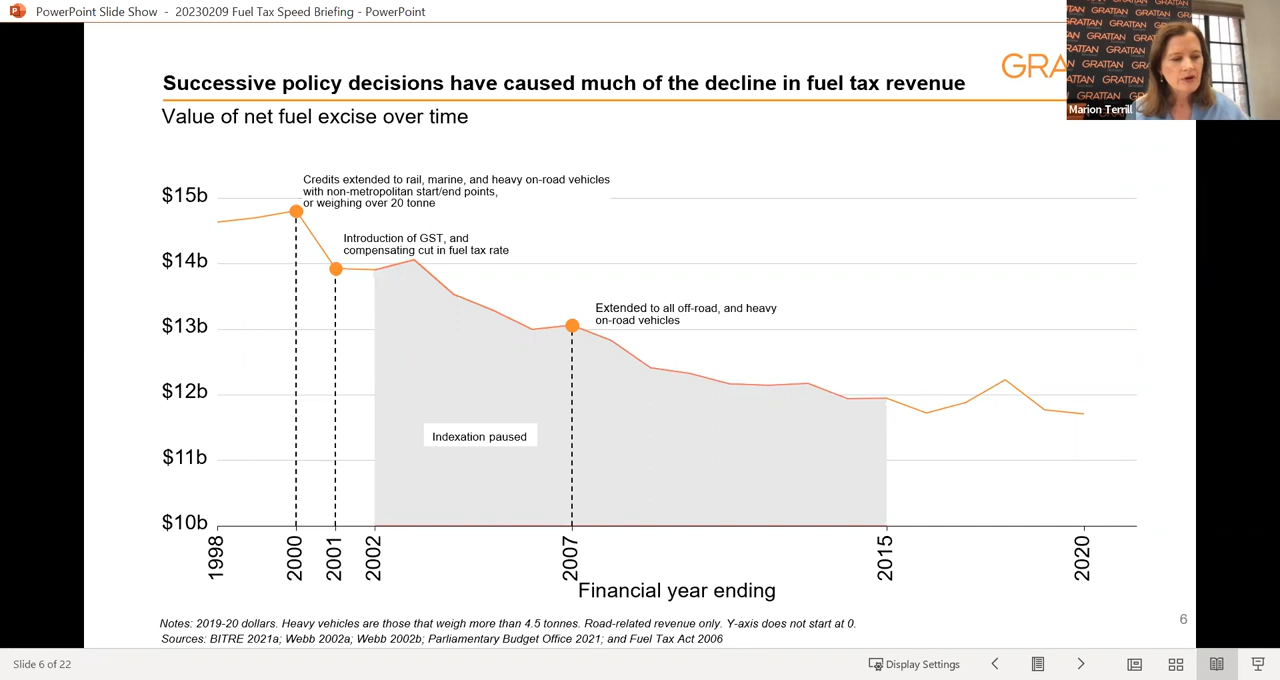 PowerPoint Slide Show - 20230209 Fuel Tax Speed Briefing - PowerPoint
GRATTAN
GRATTAN
GRATTAN
GRATTAN
GRATTAN
Marion Terrill
GRA
Successive policy decisions have caused much of the decline in fuel tax revenue
Value of net fuel excise over time
Credits extended to rail, marine, and heavy on-road vehicles
with non-metropolitan start/end points,
or weighing over 20 tonne
$15b
Introduction of GST, and
compensating cut in fuel tax rate
$14b
Extended to all off-road, and heavy
on-road vehicles
$13b
$12b
Indexation paused
$11b
$10b
1998
2000
2001
2002
2007
2015
2020
Financial year ending
Notes: 2019-20 dollars. Heavy vehicles are those that weigh more than 4.5 tonnes. Road-related revenue only. Y-axis does not start at 0.
Sources: BITRE 2021a; Webb 2002a; Webb 2002b; Parliamentary Budget Office 2021; and Fuel Tax Act 2006
6
Slide 6 of 22
Display Settings